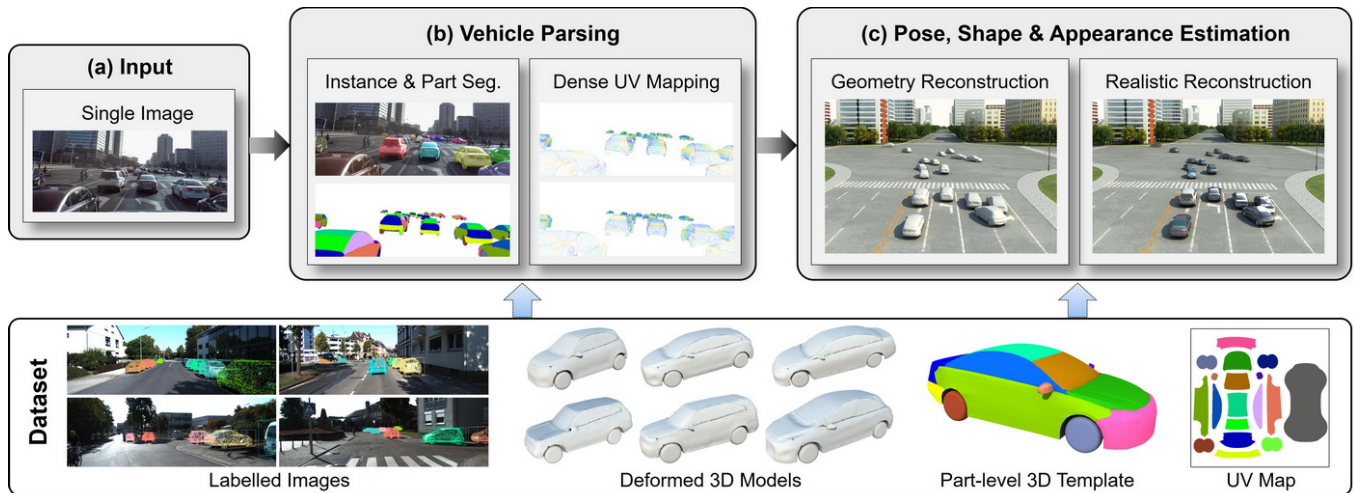 (a) Input
Single Image
(b) Vehicle Parsing
Instance & Part Seg.
Dense UV Mapping
(c) Pose, Shape & Appearance Estimation
Geometry Reconstruction
Realistic Reconstruction
Dataset
Labelled Images
Deformed 3D Models
Part-level 3D Template
UV Map